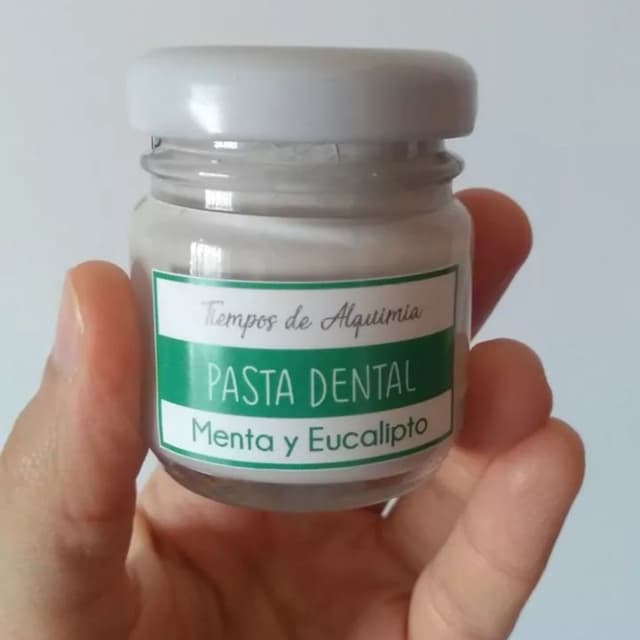 Tiempos de Alquimia
PASTA DENTAL
Menta y Eucalipto